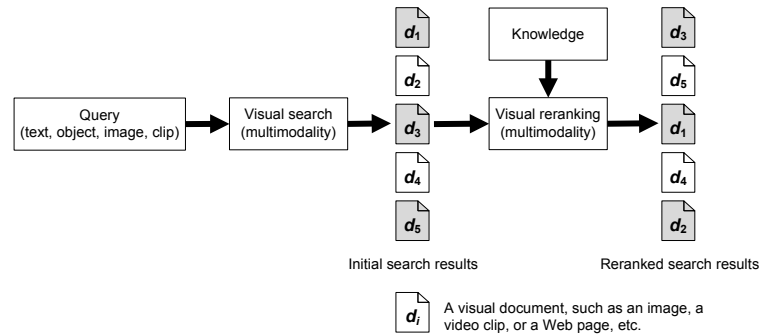 Query
(text, object, image, clip)
Visual search
(multimodality)
d1
d2
d3
d4
d5
Initial search results
Knowledge
Visual reranking
(multimodality)
d3
d5
d1
d4
d2
Reranked search results
di
A visual document, such as an image, a
video clip, or a Web page, etc.